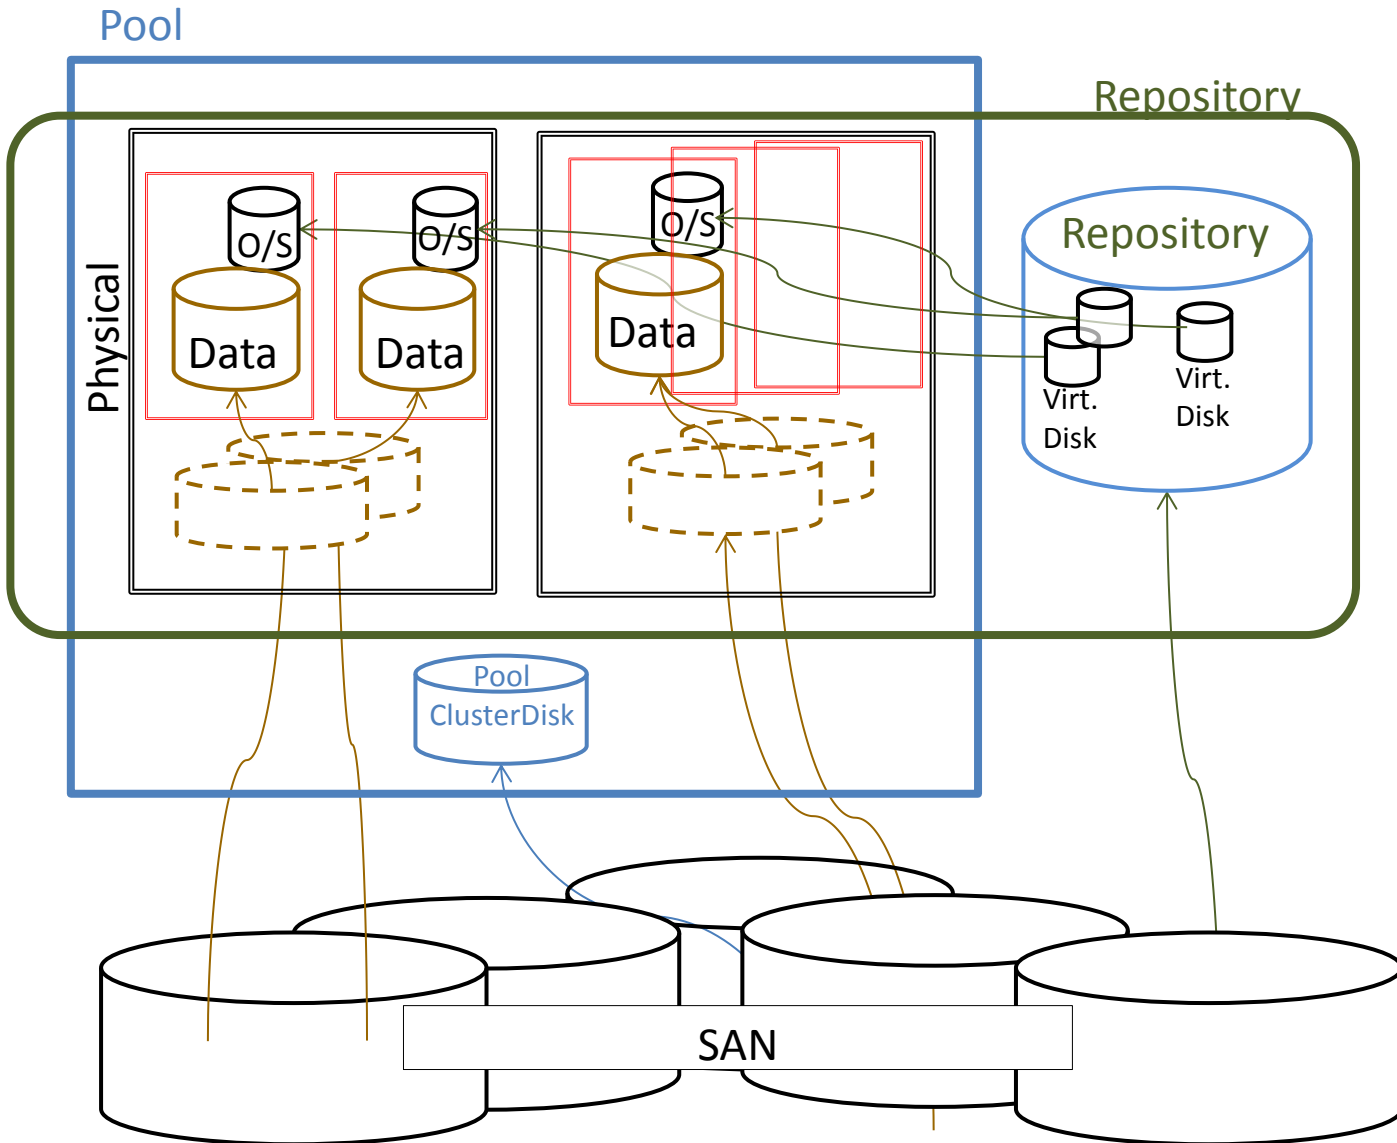 Pool
Repository
Physical
O/S
Data
O/S
Data
O/S
Data
Repository
Virt.
Disk
Virt.
Disk
Pool
ClusterDisk
SAN